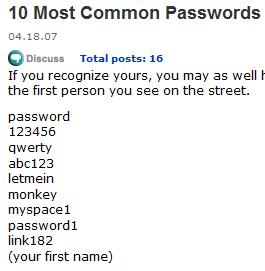 10 Most Common Passwords
04.18.07
Discuss Total posts: 16
If you recognize yours, you may as well
the first person you see on the street.
password
123456
qwerty
abc123
letmein
monkey
myspace1
password1
link182
(your first name)